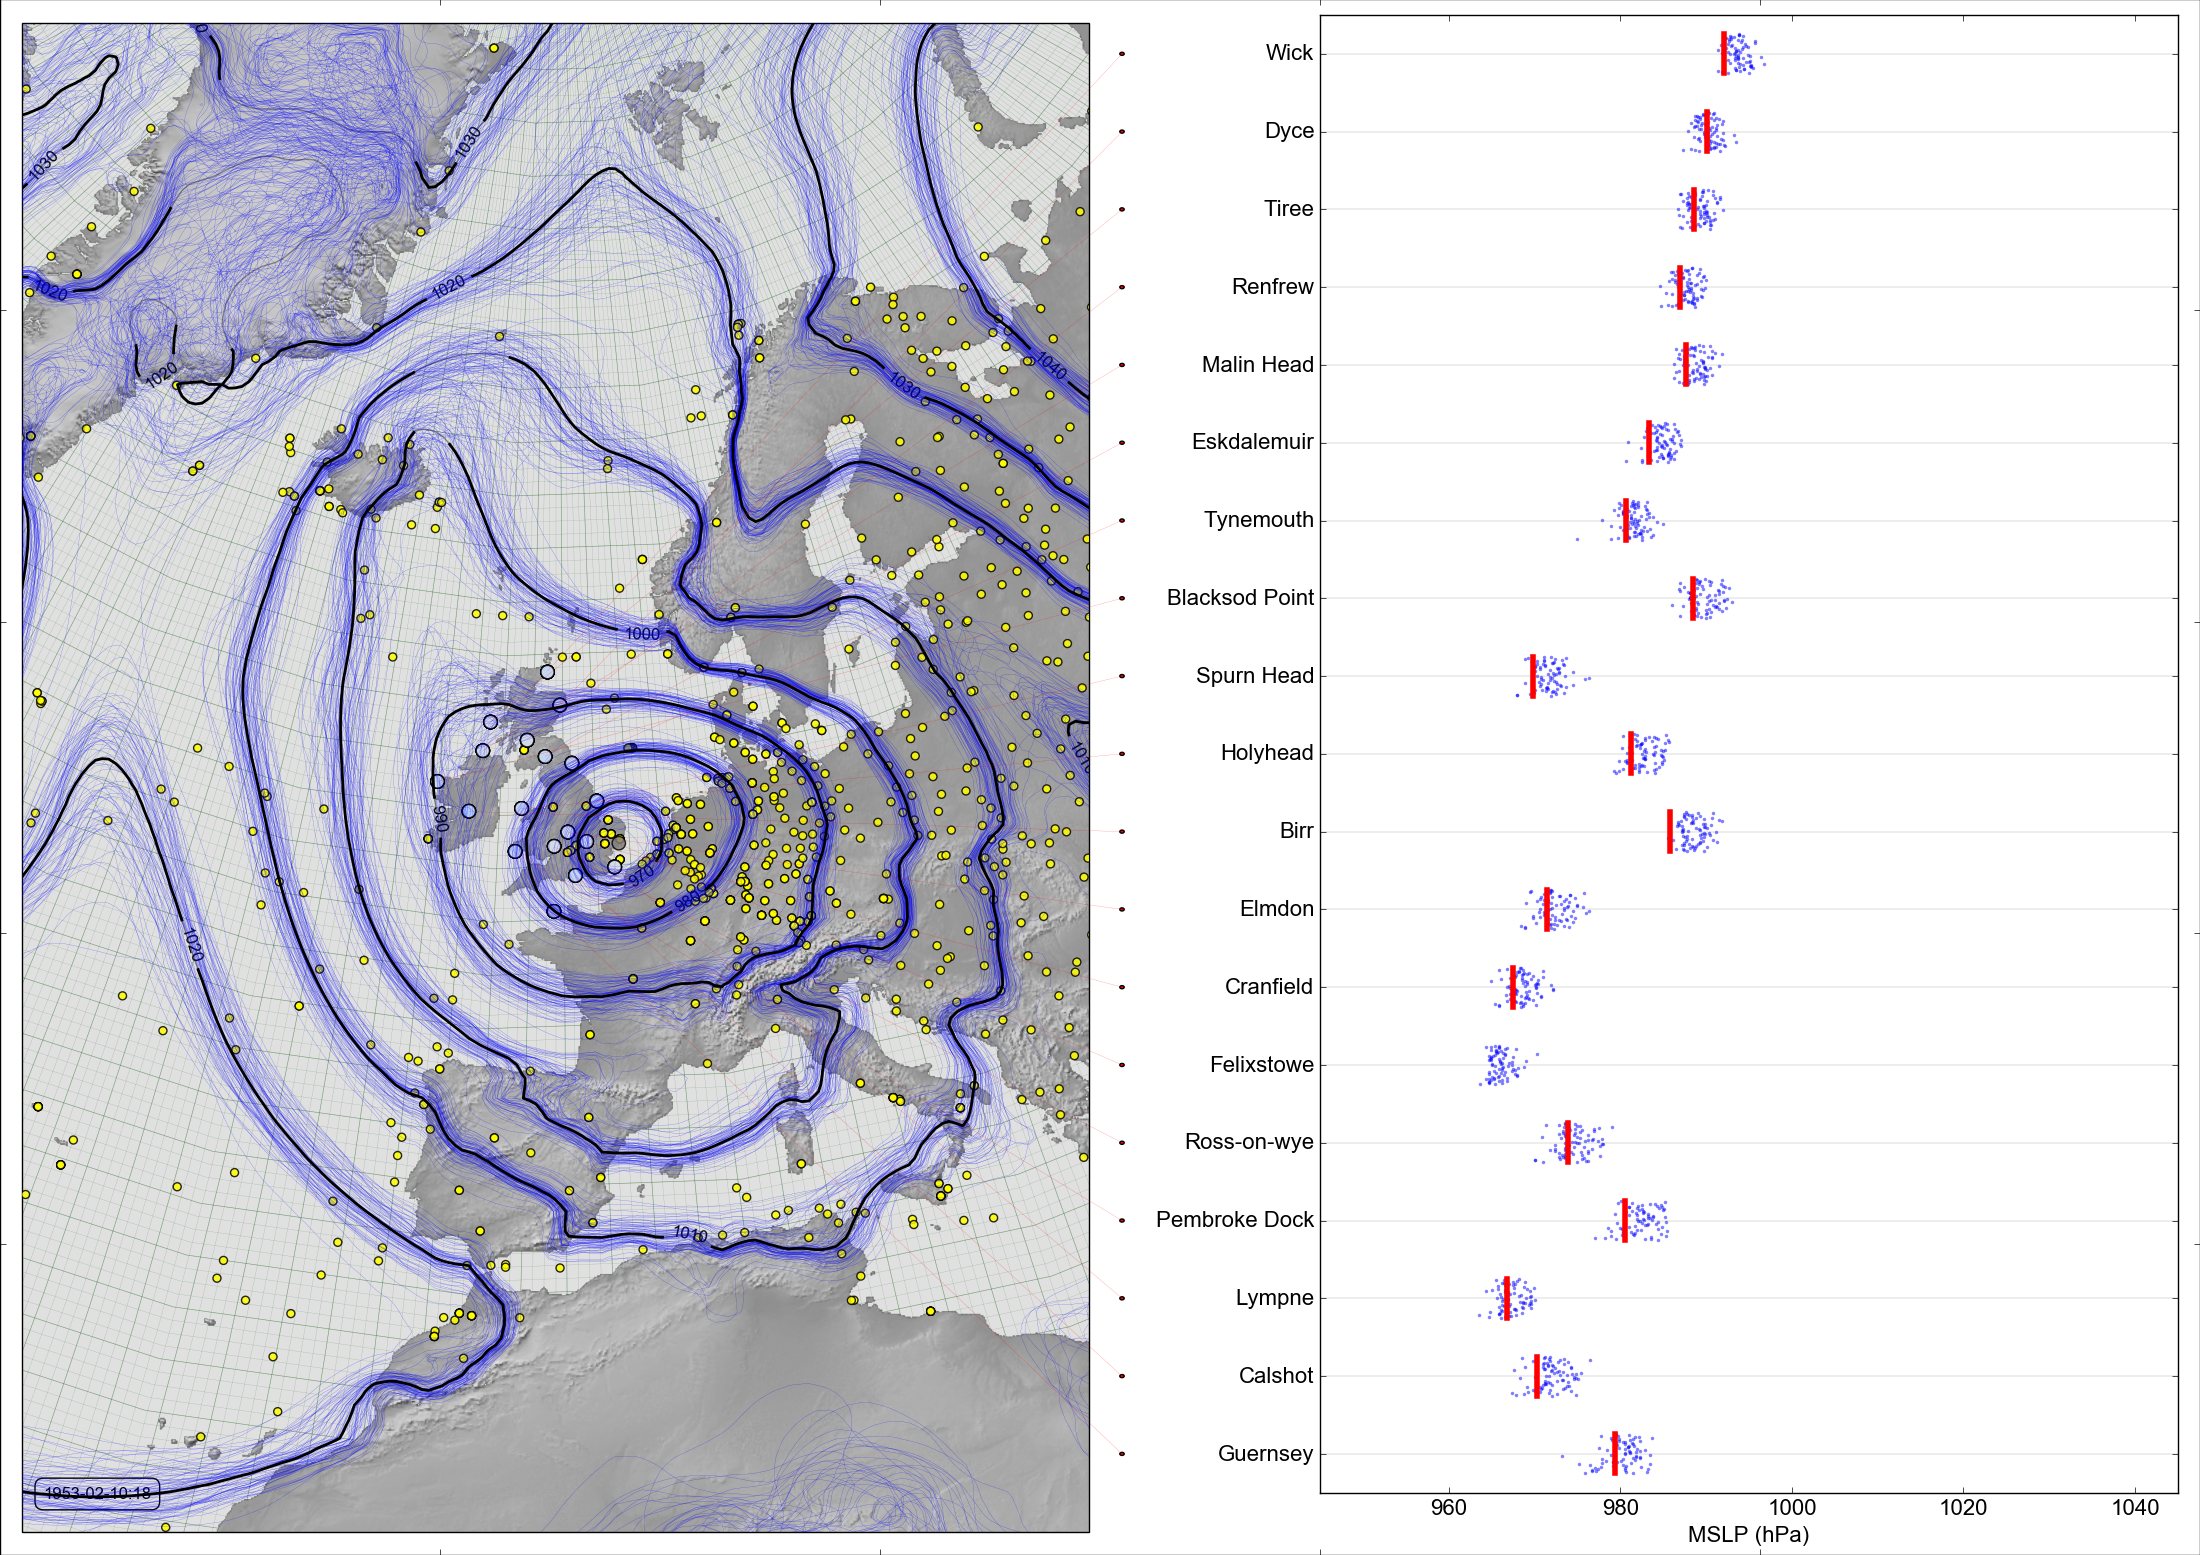 1030
1030
1020
1020
1020
1030
1040
1000
1010
990
970
980
1020
1010
1953-02-10:18
Wick
Dyce
Tiree
Renfrew
Malin Head
Eskdalemuir
Tynemouth
Blacksod Point
Spurn Head
Holyhead
Birr
Elmdon
Cranfield
Felixstowe
Ross-on-wye
Pembroke Dock
Lympne
Calshot
Guernsey
960 980 1000 1020 1040
MSLP (hPa)